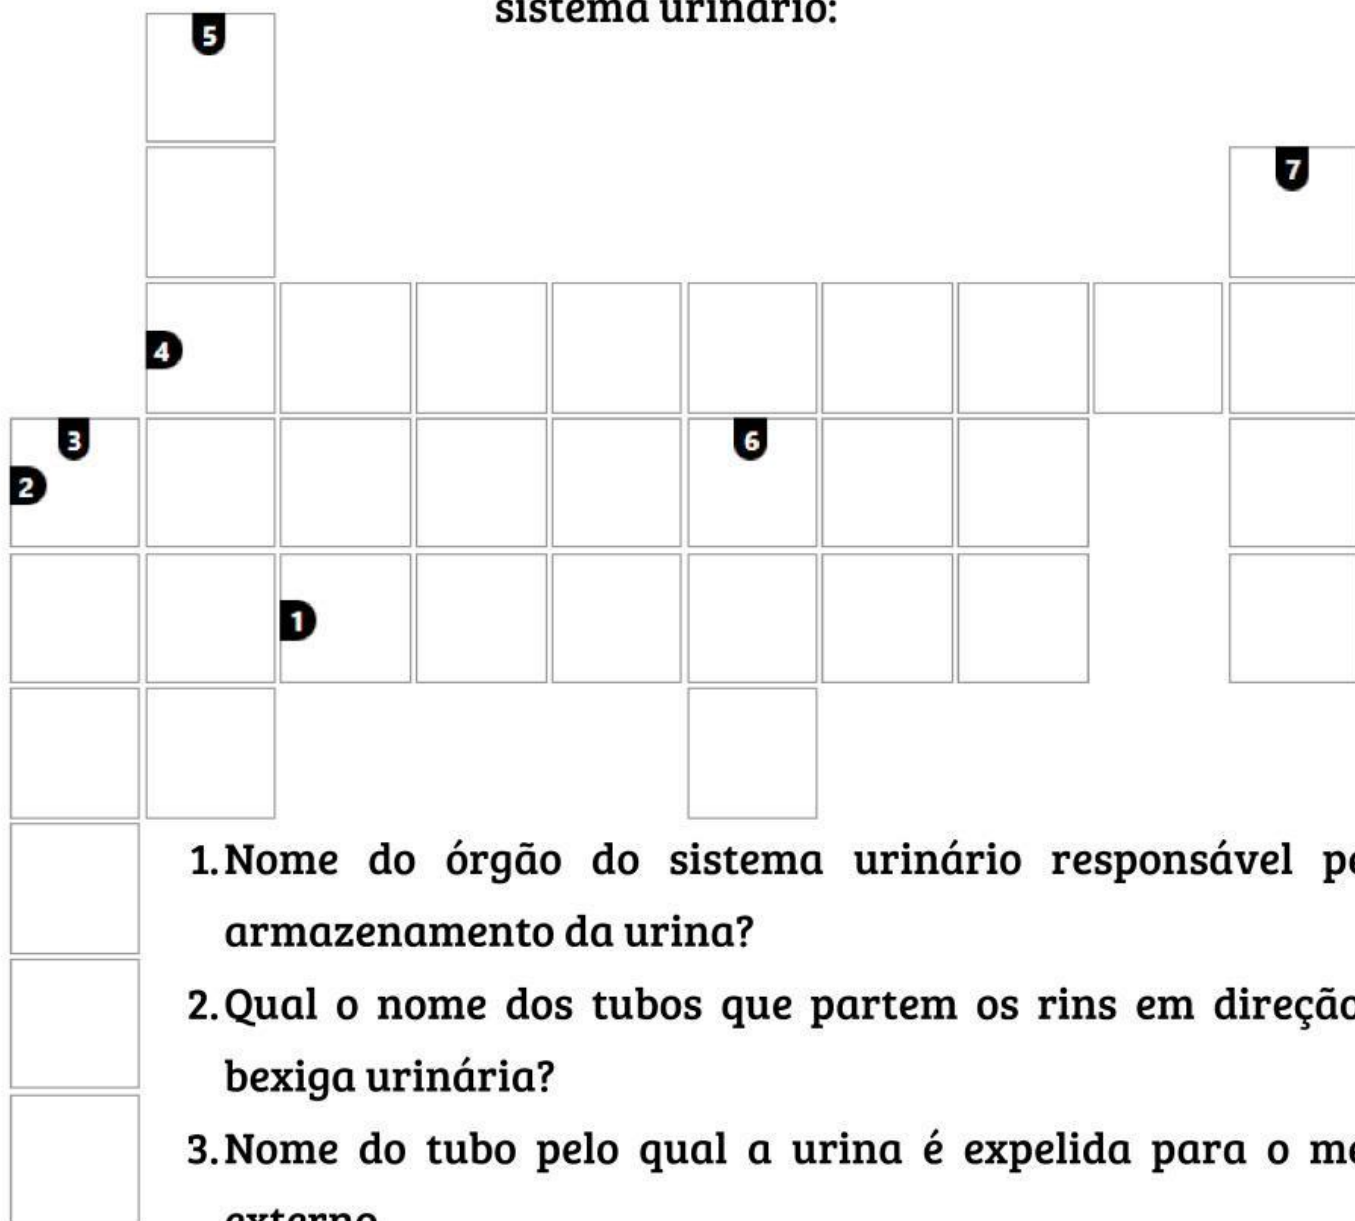 sistema urinário:
5
7
4
3
6
2
1
1. Nome do órgão do sistema urinário responsável
armazenamento da urina?
2. Qual o nome dos tubos que partem os rins em direção
bexiga urinária?
3. Nome do tubo pelo qual a urina é expelida para o
externo